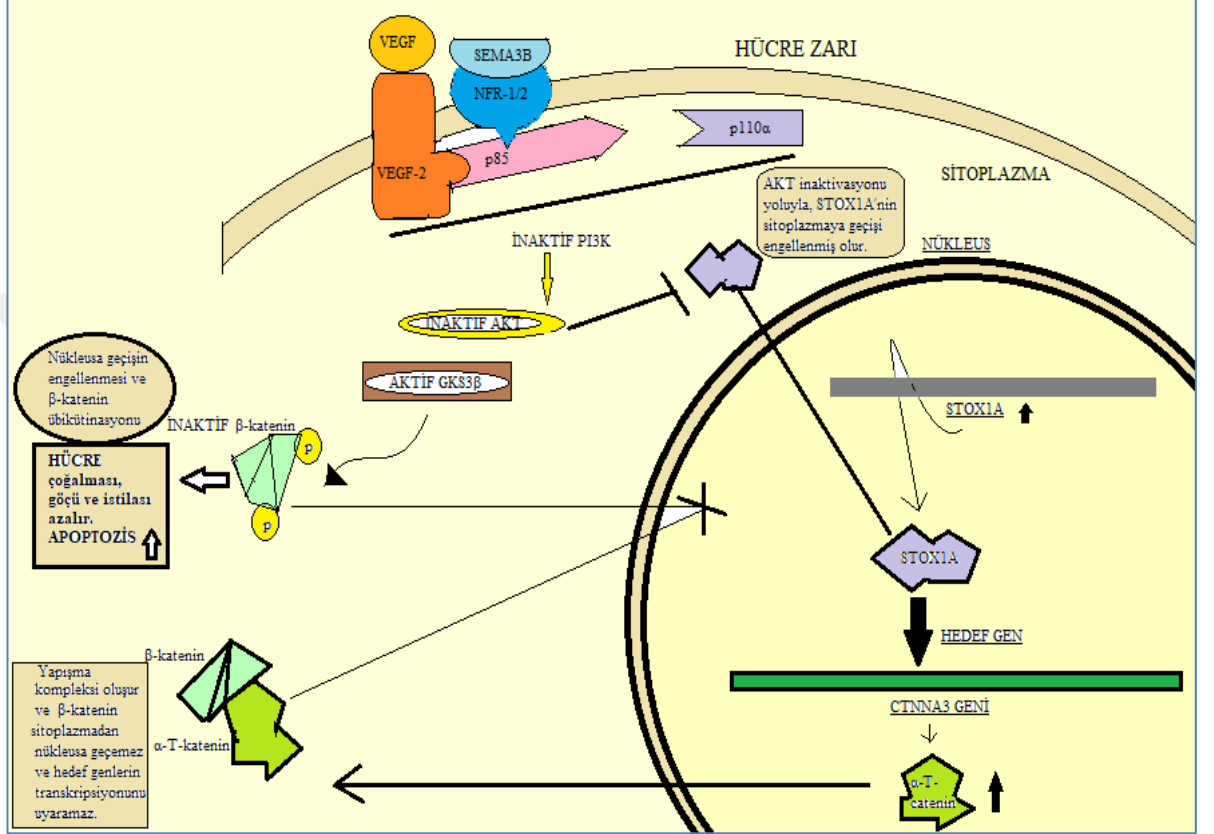 VEGF
SEMA3B
NFR-1/2
HÜCRE ZARI
p110α
p85
VEGF-2
SİTOPLAZMA
AKT inaktivasyonu
yoluyla, STOX1A'nin
sitoplazmaya geçişi
engellenmiş olur.
İNAKTİF PI3K
NÜKLEUS
İNAKTİF AKT
Nükleusa geçişin
engellenmesi ve
β-katenin
übikütinasyonu
AKTİF GKS3β
STOX1A
İNAKTİF β-katenin
p
p
HÜCRE
çoğalması,
göçü ve istilası
azalır.
APOPTOZİS
STOX1A
HEDEF GEN
β-katenin
Yapışma
kompleksi oluşur
ve β-katenin
sitoplazmadan
nükleusa geçemez
ve hedef genlerin
transkripsiyonunu
uyaramaz.
α-T-katenin
CTNNA3 GENİ
α-T-
catenin